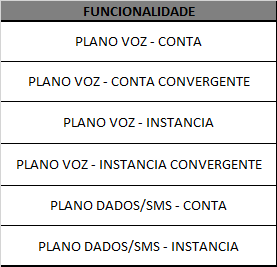 FUNCIONALIDADE
PLANO VOZ - CONTA
PLANO VOZ - CONTA CONVERGENTE
PLANO VOZ - INSTANCIA
PLANO VOZ - INSTANCIA CONVERGENTE
PLANO DADOS/SMS - CONTA
PLANO DADOS/SMS - INSTANCIA